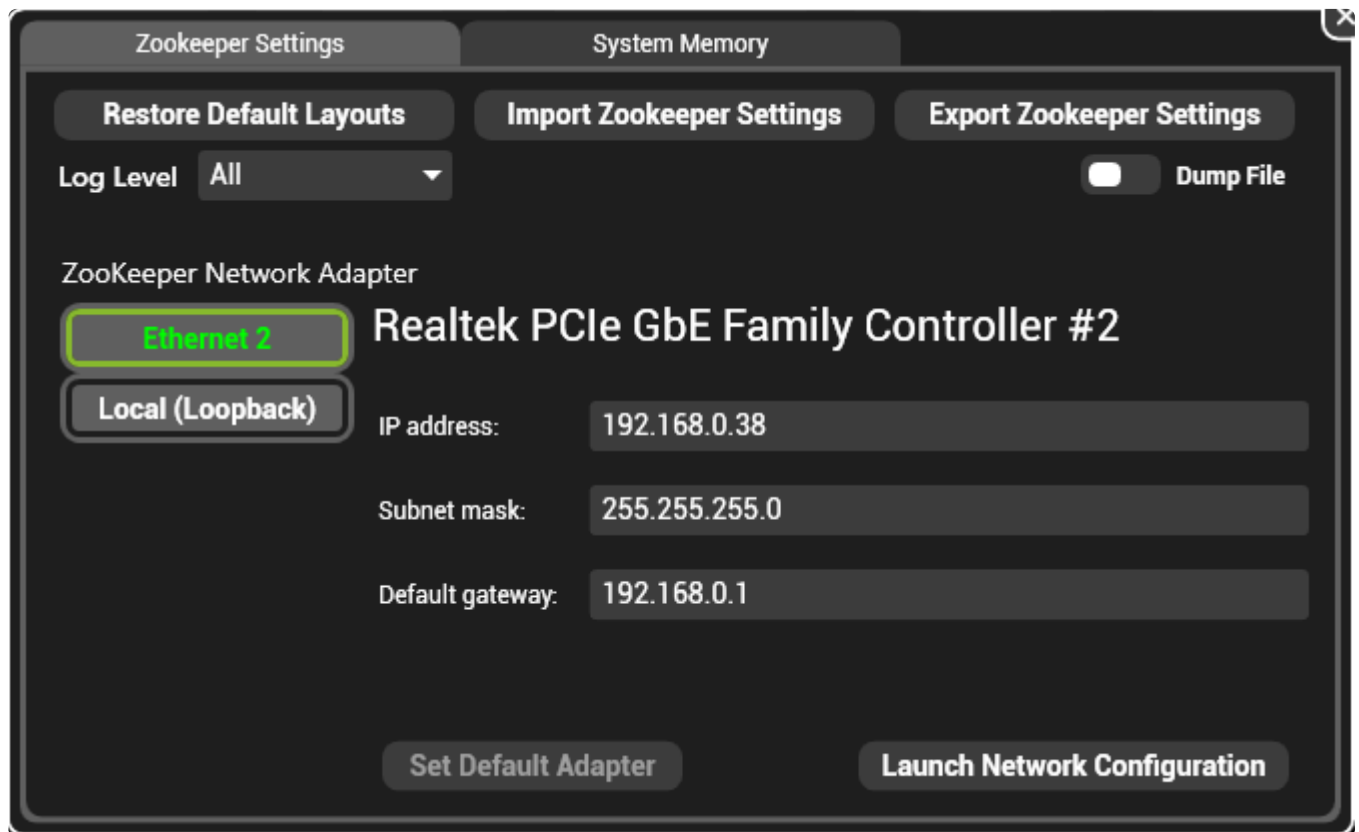 Zookeeper Settings
System Memory
Restore Default Layouts
Import Zookeeper Settings
Export Zookeeper Settings
Log Level
All
Dump File
ZooKeeper Network Adapter
Ethernet 2
Realtek PCIe GbE Family Controller #2
Local (Loopback)
IP address:
192.168.0.38
Subnet mask:
255.255.255.0
Default gateway:
192.168.0.1
Set Default Adapter
Launch Network Configuration